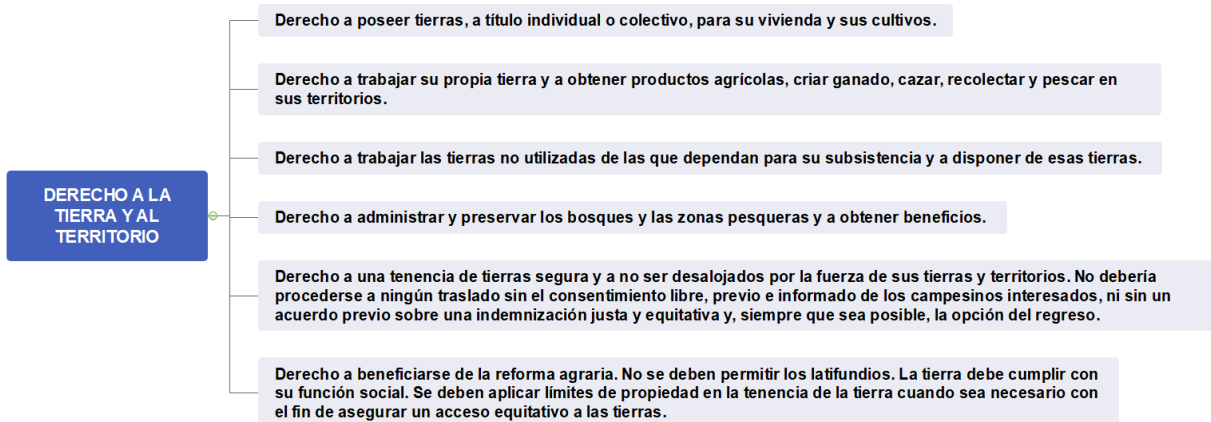 DERECHO A LA
TIERRA Y AL
TERRITORIO
Derecho a poseer tierras, a título individual o colectivo, para su vivienda y sus cultivos.
Derecho a trabajar su propia tierra y a obtener productos agrícolas, criar ganado, cazar, recolectar y pescar en
sus territorios.
Derecho a trabajar las tierras no utilizadas de las que dependan para su subsistencia y a disponer de esas tierras.
Derecho a administrar y preservar los bosques y las zonas pesqueras y a obtener beneficios.
Derecho a una tenencia de tierras segura y a no ser desalojados por la fuerza de sus tierras y territorios. No debería
procederse a ningún traslado sin el consentimiento libre, previo e informado de los campesinos interesados, ni sin un
acuerdo previo sobre una indemnización justa y equitativa y, siempre que sea posible, la opción del regreso.
Derecho a beneficiarse de la reforma agraria. No se deben permitir los latifundios. La tierra debe cumplir con
su función social. Se deben aplicar límites de propiedad en la tenencia de la tierra cuando sea necesario con
el fin de asegurar un acceso equitativo a las tierras.